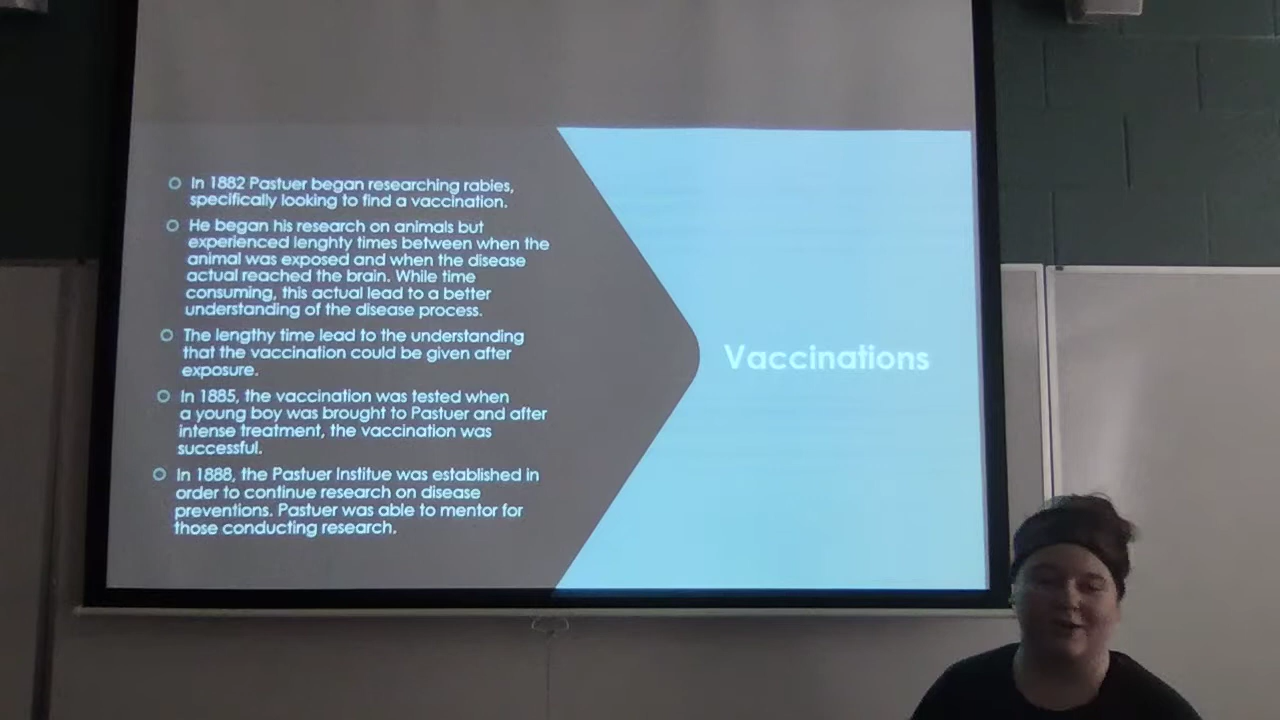 In 1882 Pastuer began researching rabies,
specifically looking to find a vaccination.
He began his research on animals but
experienced lenghty times between when the
animal was exposed and when the disease
actual reached the brain. While time
consuming, this actual lead to a better
understanding of the disease process.
The lengthy time lead to the understanding
that the vaccination could be given after
exposure.
In 1885, the vaccination was tested when
a young boy was brought to Pastuer and after
intense treatment, the vaccination was
successful.
In 1888, the Pastuer Institue was established in
order to continue research on disease
preventions. Pastuer was able to mentor for
those conducting research.
Vaccinations